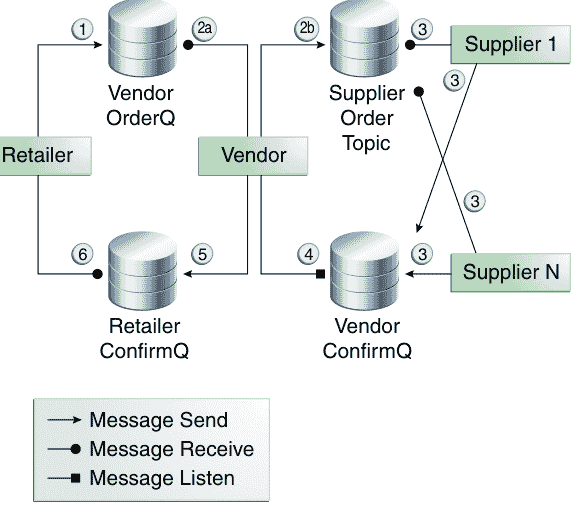 1
2a
2b
3
Supplier 1
3
Vendor
OrderQ
Supplier
Order
Topic
Retailer
Vendor
3
6
5
4
3
Supplier N
Retailer
ConfirmQ
Vendor
ConfirmQ
Message Send
Message Receive
Message Listen